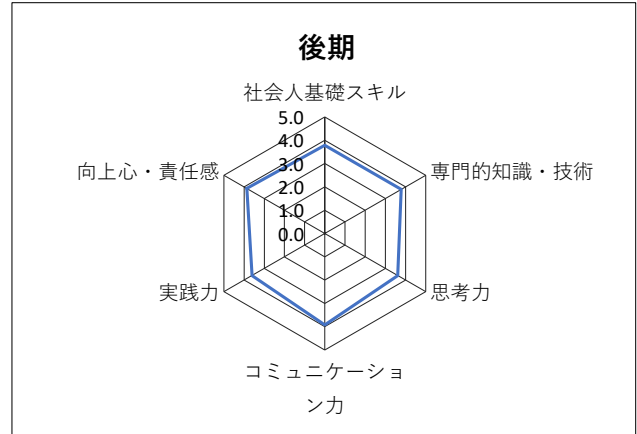 後期
社会人基礎スキル
5.0
4.0
3.0
2.0
1.0
0.0
向上心・責任感
専門的知識・技術
実践力
思考力
コミュニケーショ
ン力